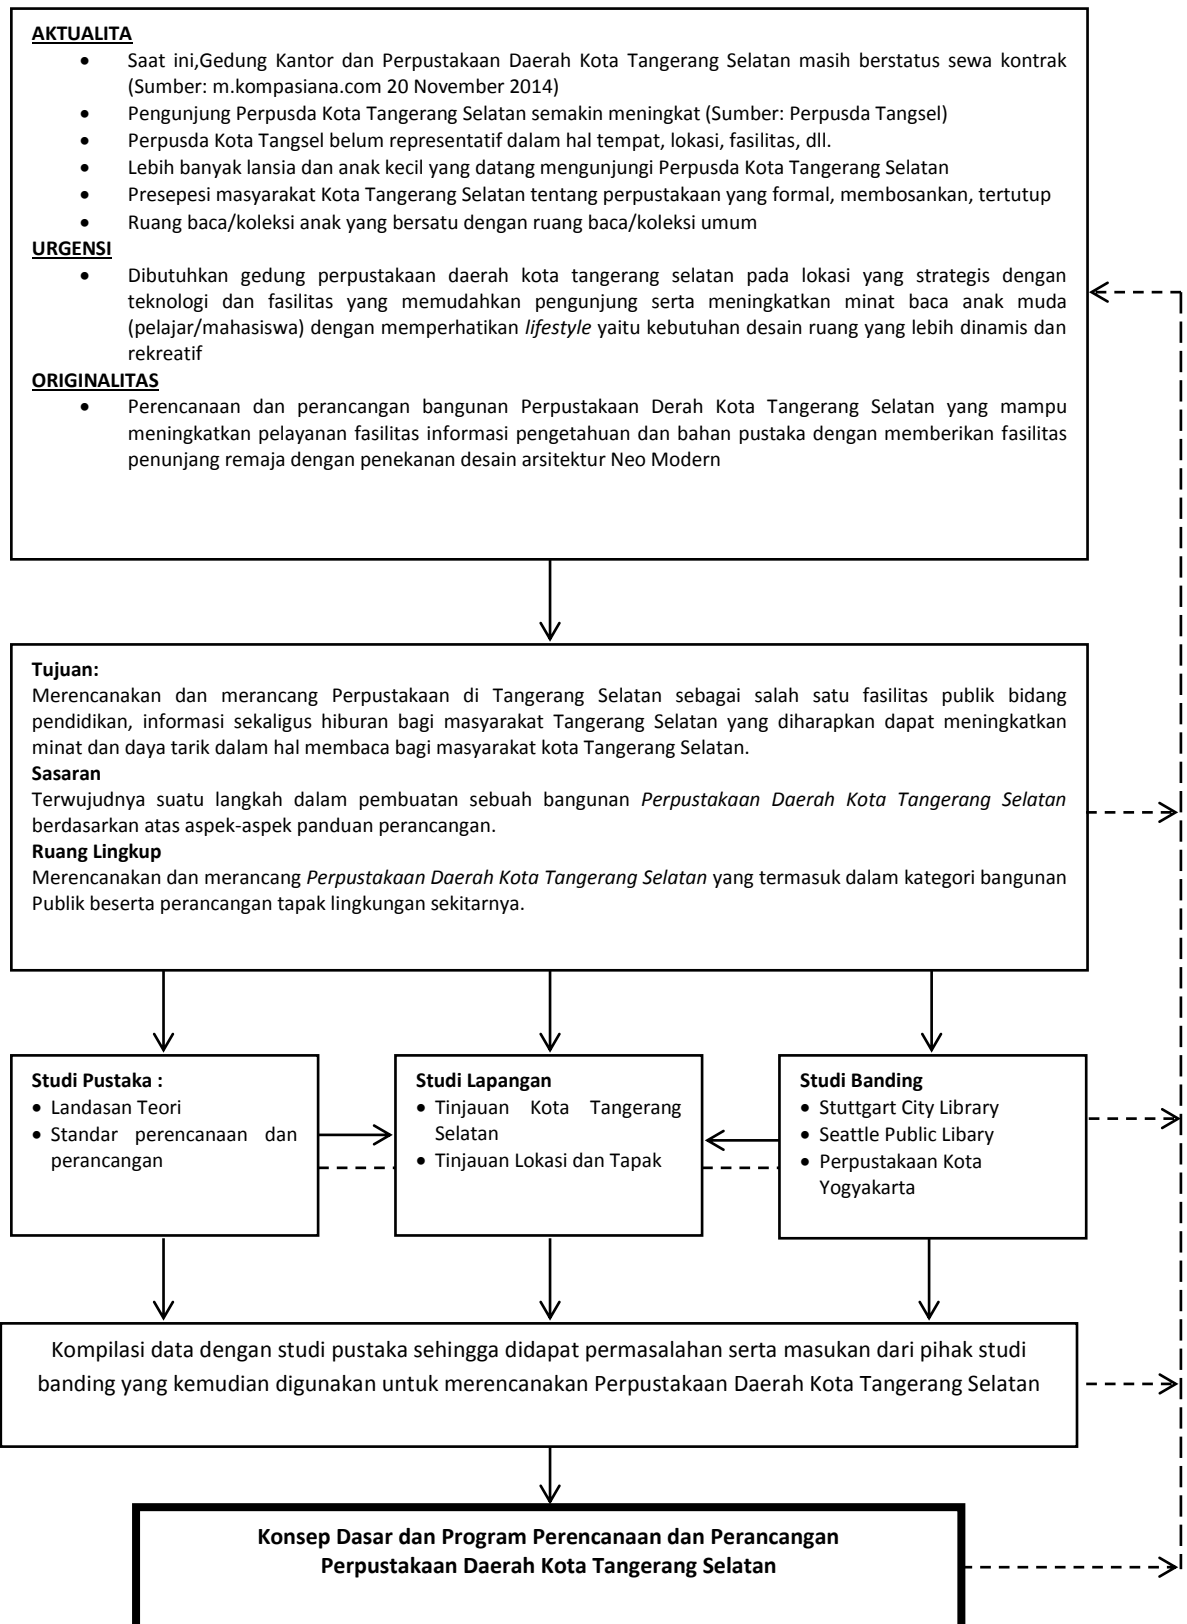 AKTUALITA
• Saat ini,Gedung Kantor dan Perpustakaan Daerah Kota Tangerang Selatan masih berstatus sewa kontrak
(Sumber: m.kompasiana.com 20 November 2014)
• Pengunjung Perpusda Kota Tangerang Selatan semakin meningkat (Sumber: Perpusda Tangsel)
• Perpusda Kota Tangsel belum representatif dalam hal tempat, lokasi, fasilitas, dll.
• Lebih banyak lansia dan anak kecil yang datang mengunjungi Perpusda Kota Tangerang Selatan
• Presepesi masyarakat Kota Tangerang Selatan tentang perpustakaan yang formal, membosankan, tertutup
• Ruang baca/koleksi anak yang bersatu dengan ruang baca/koleksi umum
URGENSI
• Dibutuhkan gedung perpustakaan daerah kota tangerang selatan pada lokasi yang strategis dengan
teknologi dan fasilitas yang memudahkan pengunjung serta meningkatkan minat baca anak muda
(pelajar/mahasiswa) dengan memperhatikan lifestyle yaitu kebutuhan desain ruang yang lebih dinamis dan
rekreatif
ORIGINALITAS
• Perencanaan dan perancangan bangunan Perpustakaan Derah Kota Tangerang Selatan yang mampu
meningkatkan pelayanan fasilitas informasi pengetahuan dan bahan pustaka dengan memberikan fasilitas
penunjang remaja dengan penekanan desain arsitektur Neo Modern
Tujuan:
Merencanakan dan merancang Perpustakaan di Tangerang Selatan sebagai salah satu fasilitas publik bidang
pendidikan, informasi sekaligus hiburan bagi masyarakat Tangerang Selatan yang diharapkan dapat meningkatkan
minat dan daya tarik dalam hal membaca bagi masyarakat kota Tangerang Selatan.
Sasaran
Terwujudnya suatu langkah dalam pembuatan sebuah bangunan Perpustakaan Daerah Kota Tangerang Selatan
berdasarkan atas aspek-aspek panduan perancangan.
Ruang Lingkup
Merencanakan dan merancang Perpustakaan Daerah Kota Tangerang Selatan yang termasuk dalam kategori bangunan
Publik beserta perancangan tapak lingkungan sekitarnya.
Studi Pustaka :
• Landasan Teori
• Standar perencanaan dan
perancangan
Studi Lapangan
• Tinjauan Kota Tangerang
Selatan
• Tinjauan Lokasi dan Tapak
Studi Banding
• Stuttgart City Library
• Seattle Public Libary
• Perpustakaan Kota
Yogyakarta
Kompilasi data dengan studi pustaka sehingga didapat permasalahan serta masukan dari pihak studi
banding yang kemudian digunakan untuk merencanakan Perpustakaan Daerah Kota Tangerang Selatan
Konsep Dasar dan Program Perencanaan dan Perancangan
Perpustakaan Daerah Kota Tangerang Selatan